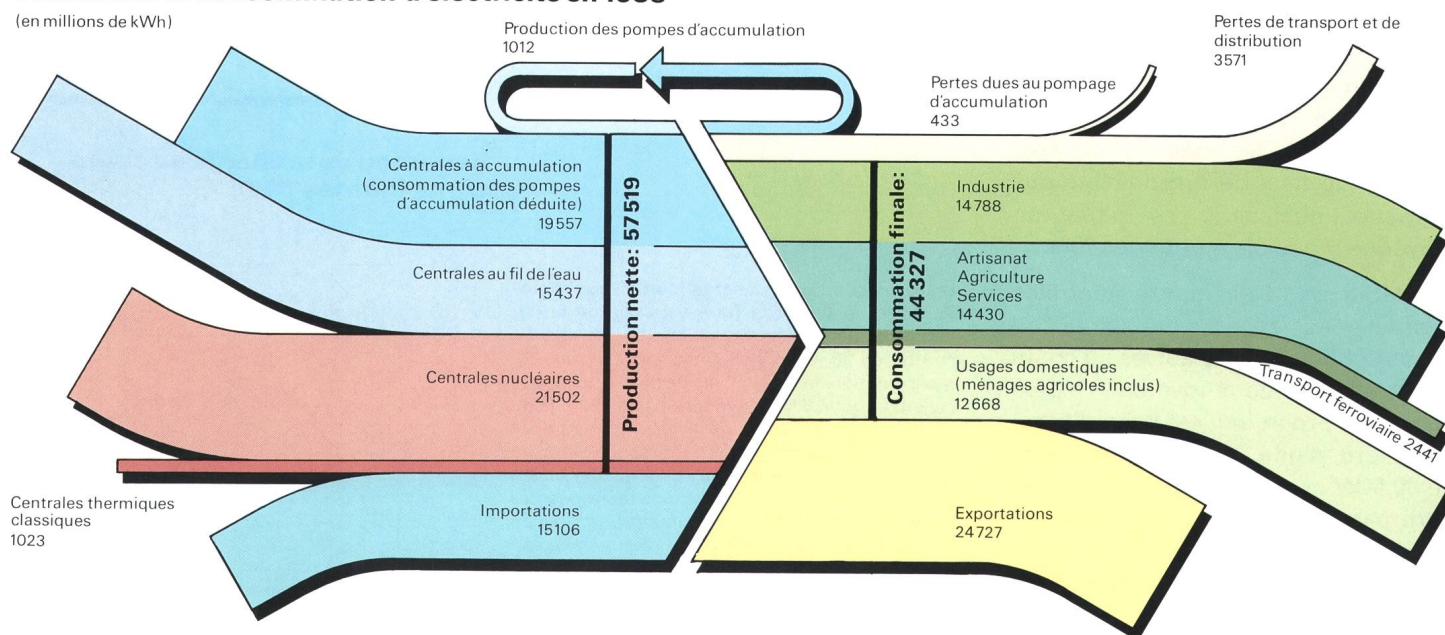 (en millions de kWh)
Production des pompes d'accumulation
1012
Pertes de transport et de
distribution
3571
Pertes dues au pompage
d'accumulation
433
Centrales à accumulation
(consommation des pompes
d'accumulation déduite)
19557
Centrales au fil de l'eau
15437
Centrales nucléaires
21502
Centrales thermiques
classiques
1023
Importations
15106
Production nette: 57519
Consommation finale:
44327
Industrie
14788
Artisanat
Agriculture
Services
14430
Usages domestiques
(ménages agricoles inclus)
12668
Transport ferroviaire 2441
Exportations
24727